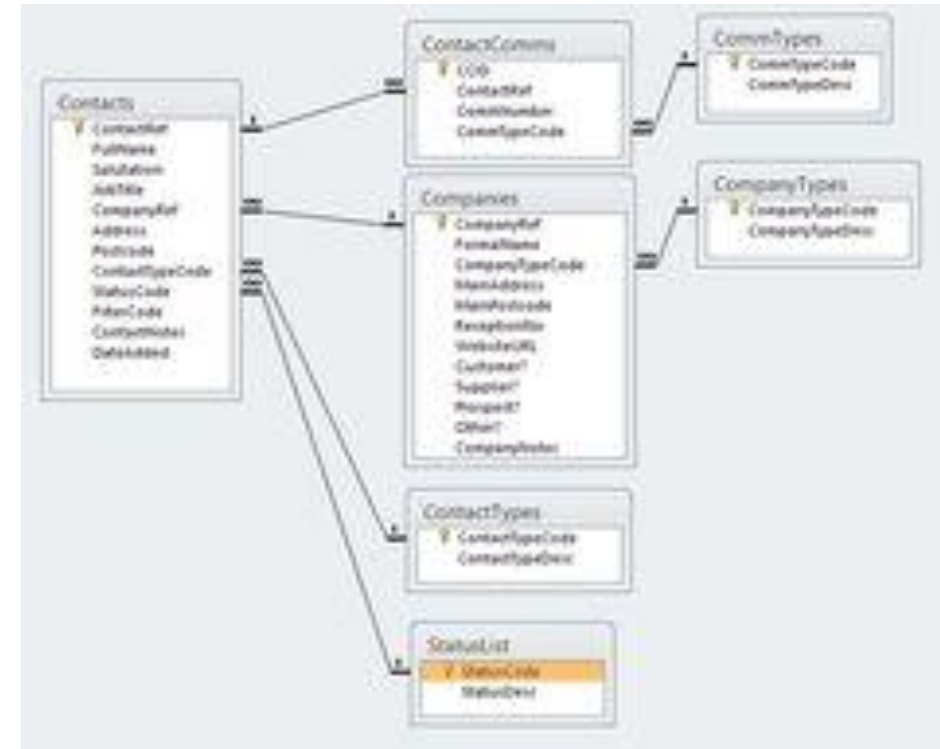 Contacts
ContactRef
FullName
Salutation
JobTitle
CompanyRef
Address
Postcode
ContactTypeCode
StatusCode
ContactNotes
DateAdded
ContactComms
ContactRef
CommNumber
CommTypeCode
CommTypes
CommTypeCode
CommTypeDesc
Companies
CompanyRef
FormalName
CompanyTypeCode
MainAddress
MainPostcode
WebsiteURL
Customer?
Supplier?
Prospect?
Other?
CompanyNotes
CompanyTypes
CompanyTypeCode
CompanyTypeDesc
ContactTypes
ContactTypeCode
ContactTypeDesc
StatusList
StatusCode
StatusDesc